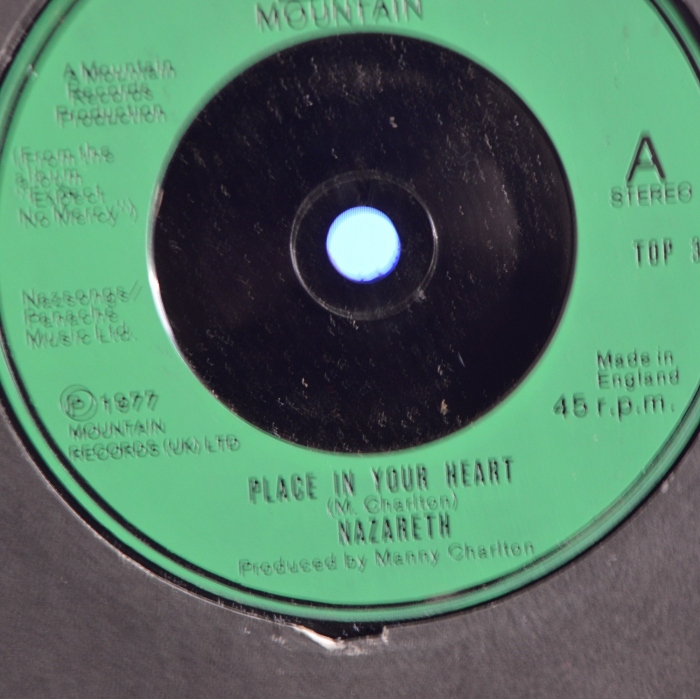 MOUNTAIN
A Mountain
Records
Production
(From the
album
"Expect
No Mercy")
Nazsongs/
Panache
Music Ltd.
Ⓟ 1977
MOUNTAIN
RECORDS (UK) LTD
A
STEREO
TOP 3
Made in
England
45 r.p.m.
PLACE IN YOUR HEART
(M. Charlton)
NAZARETH
Produced by Manny Charlton